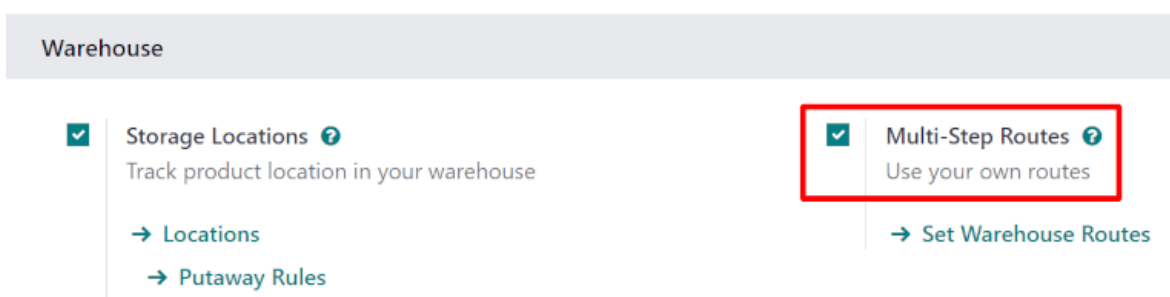 Warehouse
Storage Locations
Track product location in your warehouse
→ Locations
→ Putaway Rules
Multi-Step Routes
Use your own routes
→ Set Warehouse Routes